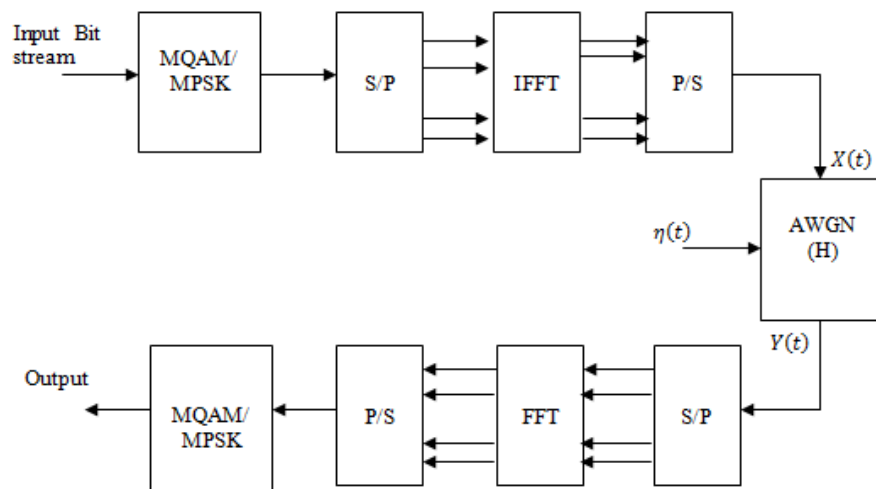 Input Bit
stream
MQAM/
MPSK
S/P
IFFT
P/S
X(t)
η(t)
AWGN
(H)
Y(t)
Output
MQAM/
MPSK
P/S
FFT
S/P